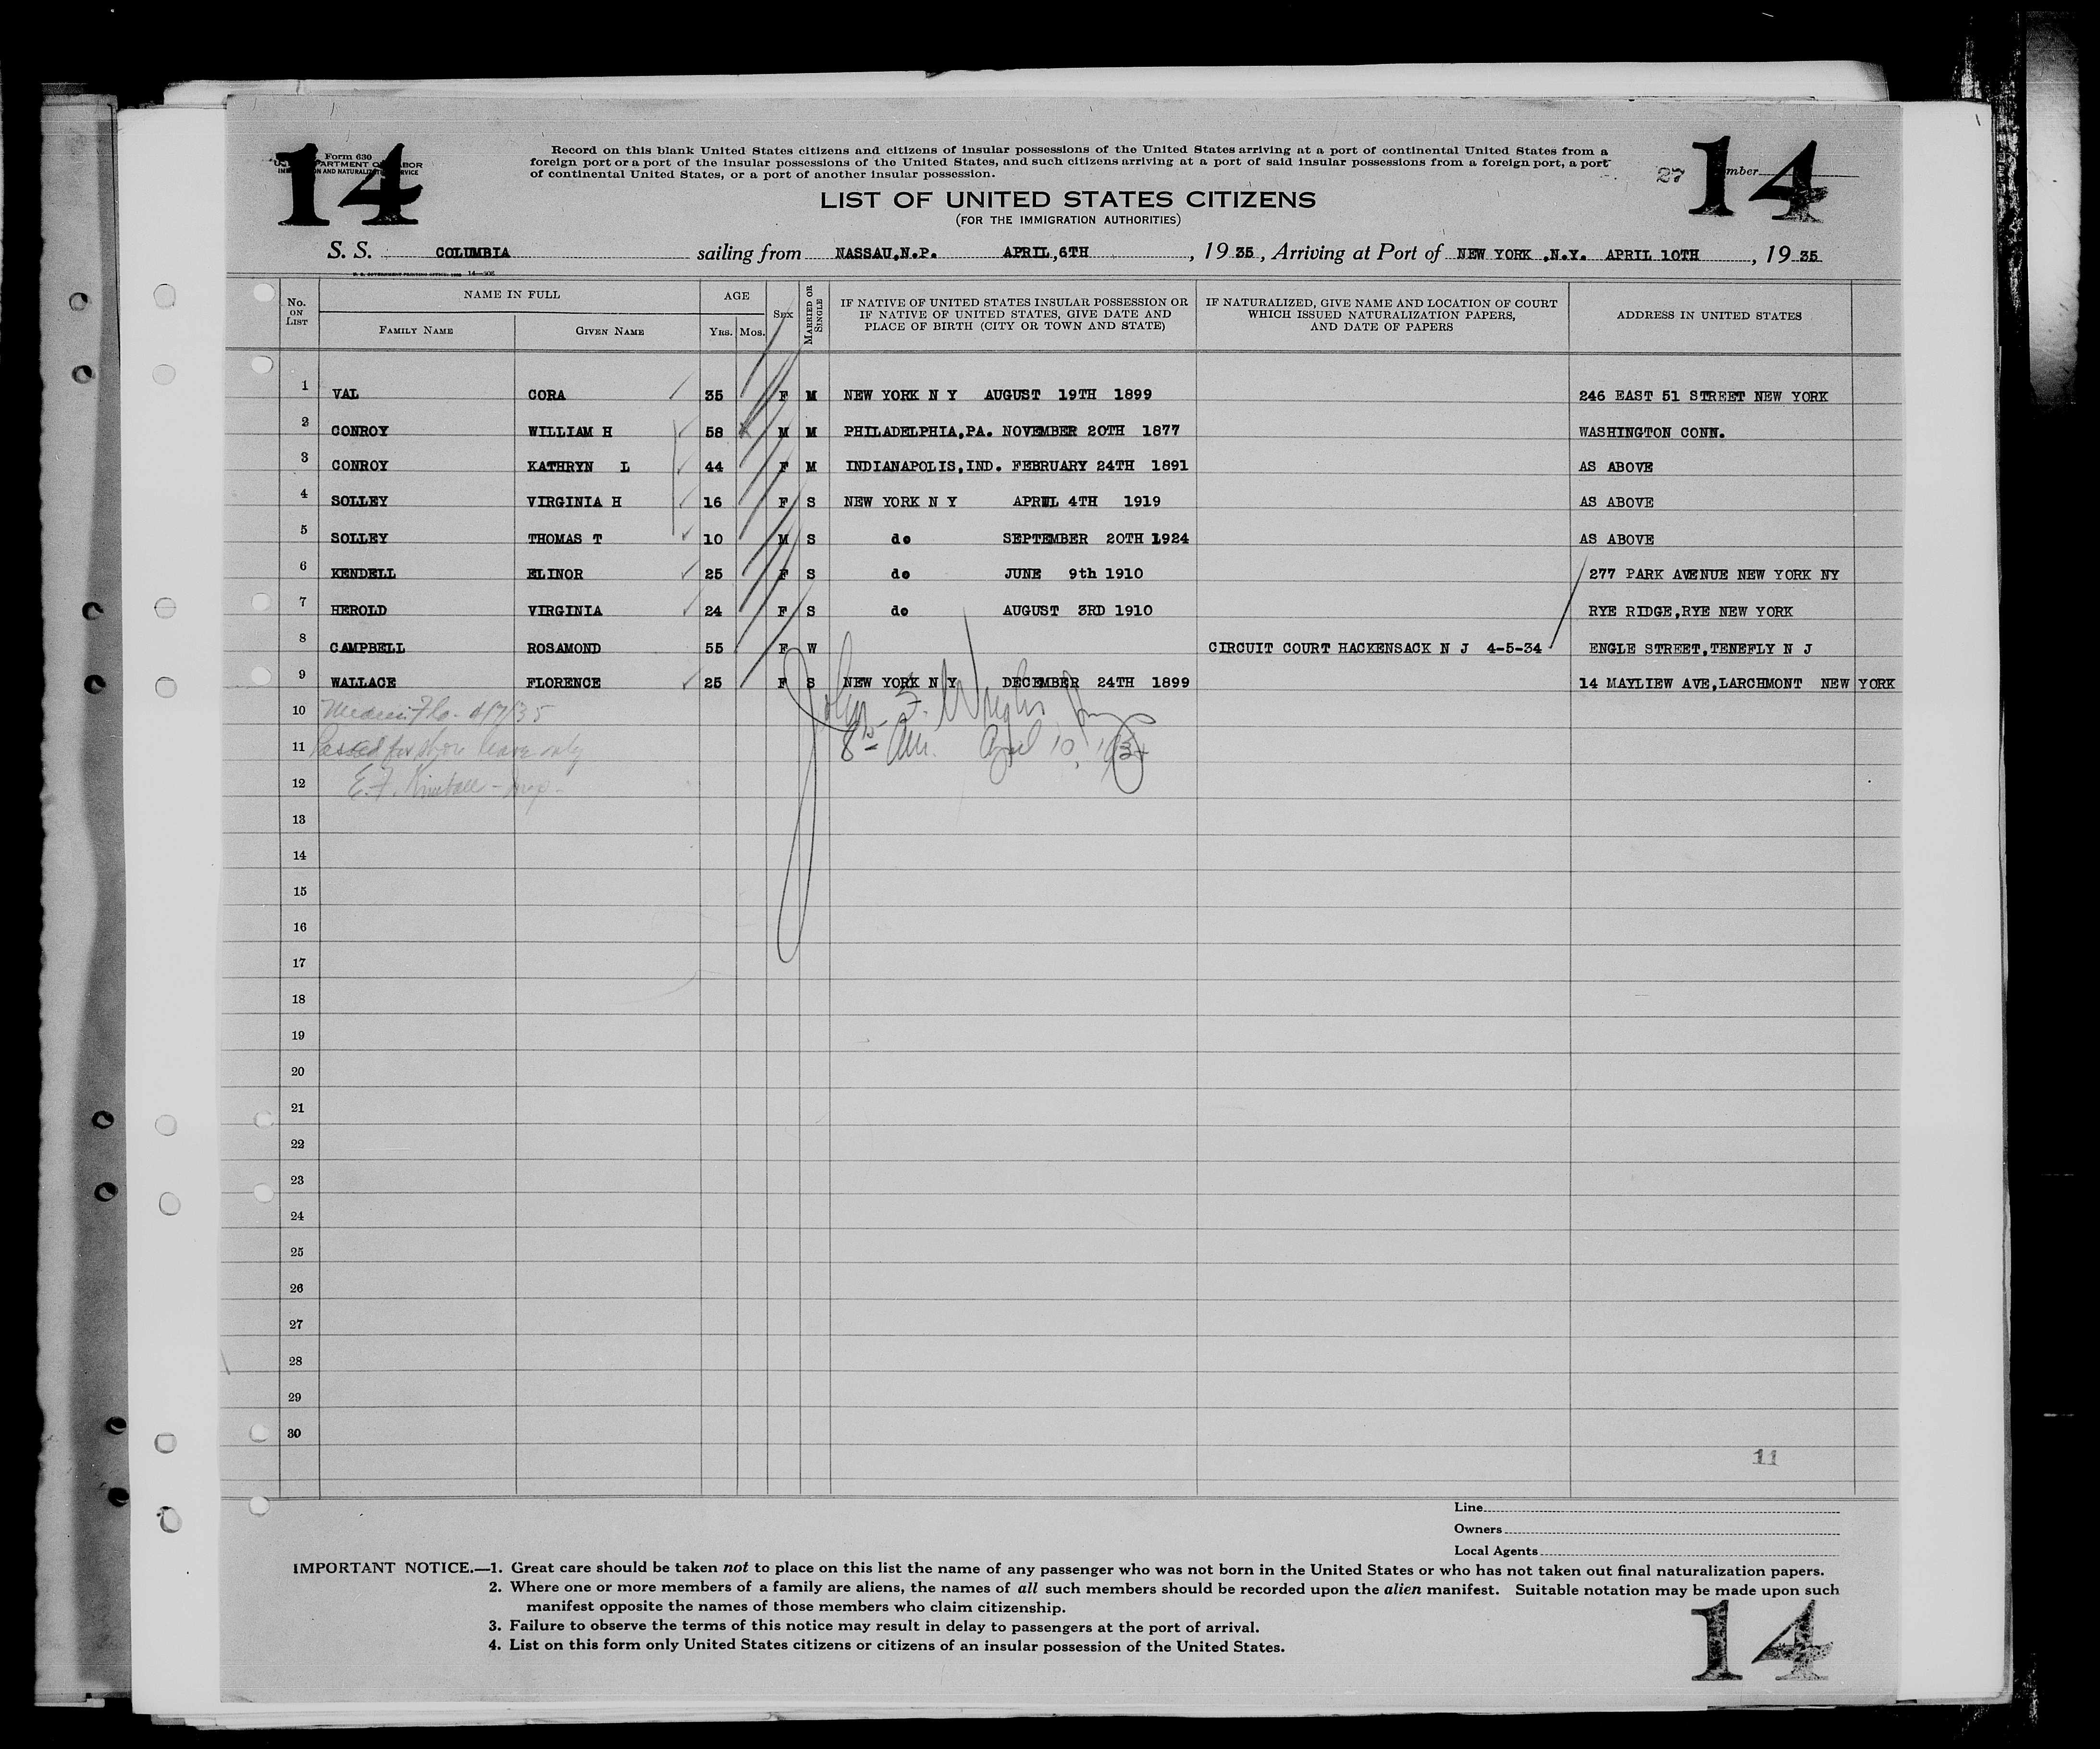 14
Form 630
14
Record on this blank United States citizens and citizens of insular possessions of the United States arriving at a port of continental United States from a
foreign port or a port of the insular possessions of the United States, and such citizens arriving at a port of said insular possessions from a foreign port, a port
of continental United States, or a port of another insular possession.
27
LIST OF UNITED STATES CITIZENS
(FOR THE IMMIGRATION AUTHORITIES)
S. S. COLUMBIA sailing from NASSAU,N.P. APRIL,6TH , 19 35 , Arriving at Port of NEW YORK ,N.Y. APRIL 10TH , 19 35
No. ON LIST NAME IN FULL AGE SEX MARRIED OR SINGLE IF NATIVE OF UNITED STATES INSULAR POSSESSION OR IF NATIVE OF UNITED STATES, GIVE DATE AND PLACE OF BIRTH (CITY OR TOWN AND STATE) IF NATURALIZED, GIVE NAME AND LOCATION OF COURT WHICH ISSUED NATURALIZATION PAPERS, AND DATE OF PAPERS ADDRESS IN UNITED STATES
FAMILY NAME GIVEN NAME YRS. MOS.
1 VAL CORA 35 F M NEW YORK N Y AUGUST 19TH 1899 246 EAST 51 STREET NEW YORK
2 CONROY WILLIAM H 58 M M PHILADELPHIA,PA. NOVEMBER 20TH 1877 WASHINGTON CONN.
3 CONROY KATHRYN L 44 F M INDIANAPOLIS,IND. FEBRUARY 24TH 1891 AS ABOVE
4 SOLLEY VIRGINIA H 16 F S NEW YORK N Y APRIL 4TH 1919 AS ABOVE
5 SOLLEY THOMAS T 10 M S do SEPTEMBER 20TH 1924 AS ABOVE
6 KENDELL ELINOR 25 F S do JUNE 9th 1910 277 PARK AVENUE NEW YORK NY
7 HEROLD VIRGINIA 24 F S do AUGUST 3RD 1910 RYE RIDGE,RYE NEW YORK
8 CAMPBELL ROSAMOND 55 F W CIRCUIT COURT HACKENSACK N J 4-5-34 ENGLE STREET,TENEFLY N J
9 WALLACE FLORENCE 25 F S NEW YORK N Y DECEMBER 24TH 1899 14 MAYLIEW AVE,LARCHMONT NEW YORK
10 Fla. 4/7/35
11 Passed for shore leave only April 10
12 E. F. Kimball - Insp.
13
14
15
16
17
18
19
20
21
22
23
24
25
26
27
28
29
30
11
Line
Owners
Local Agents
IMPORTANT NOTICE.—1. Great care should be taken not to place on this list the name of any passenger who was not born in the United States or who has not taken out final naturalization papers.
2. Where one or more members of a family are aliens, the names of all such members should be recorded upon the alien manifest. Suitable notation may be made upon such
manifest opposite the names of those members who claim citizenship.
3. Failure to observe the terms of this notice may result in delay to passengers at the port of arrival.
4. List on this form only United States citizens or citizens of an insular possession of the United States.
14